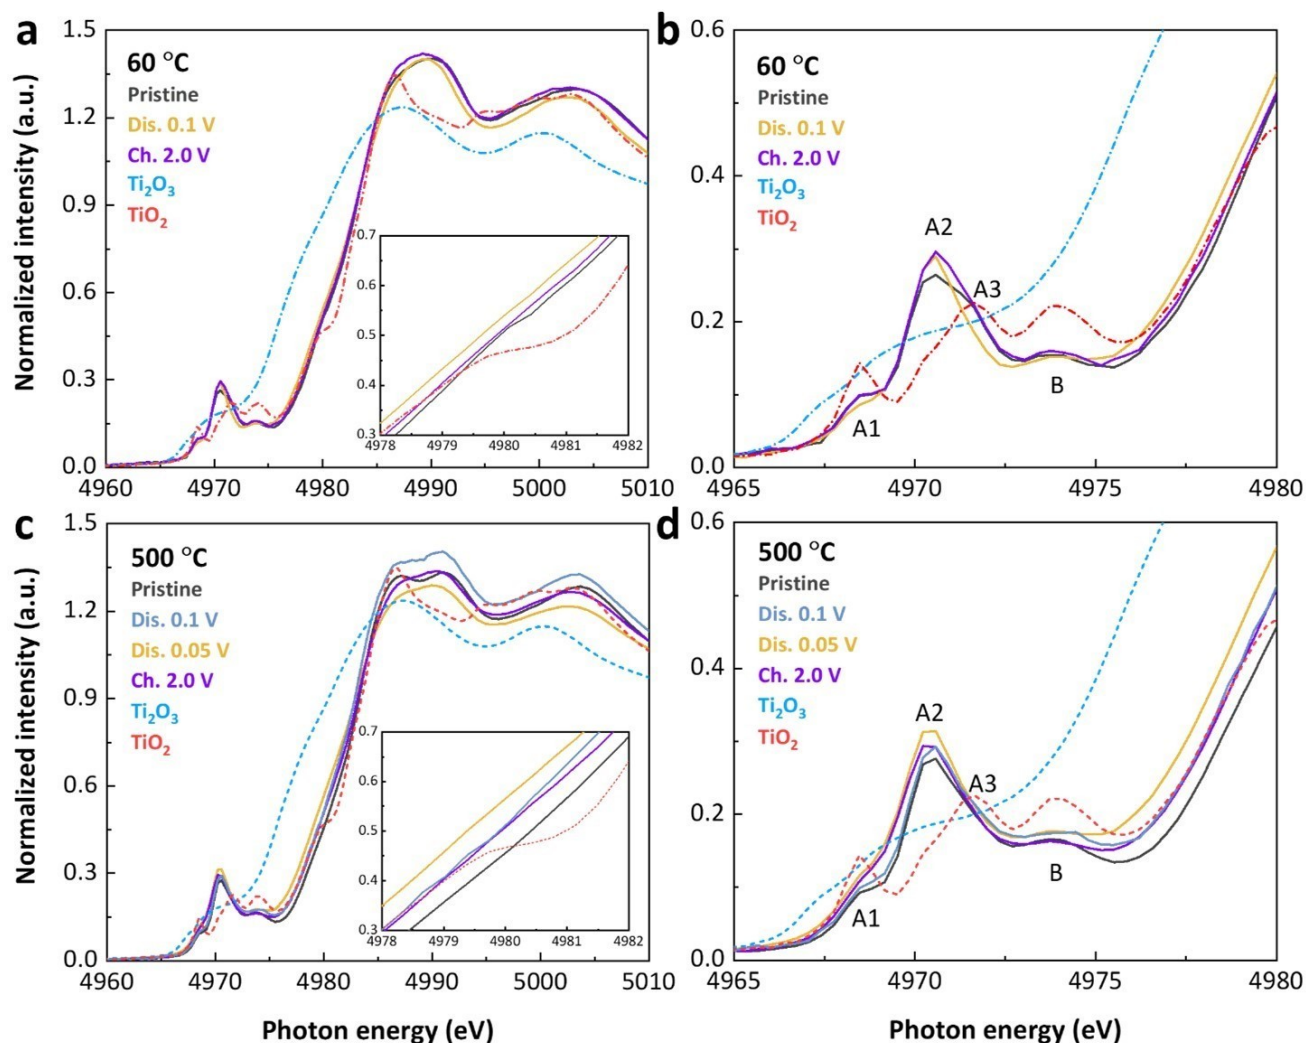 a
1.5
1.2
0.9
0.6
0.3
0.0
Normalized intensity (a.u.)
60 °C
Pristine
Dis. 0.1 V
Ch. 2.0 V
Ti₂O₃
TiO₂
0.7
0.6
0.5
0.4
0.3
4978 4979 4980 4981 4982
4960 4970 4980 4990 5000 5010
b
0.6
0.4
0.2
0.0
60 °C
Pristine
Dis. 0.1 V
Ch. 2.0 V
Ti₂O₃
TiO₂
A2
A3
A1
B
4965 4970 4975 4980
c
1.5
1.2
0.9
0.6
0.3
0.0
Normalized intensity (a.u.)
500 °C
Pristine
Dis. 0.1 V
Dis. 0.05 V
Ch. 2.0 V
Ti₂O₃
TiO₂
0.7
0.6
0.5
0.4
0.3
4978 4979 4980 4981 4982
4960 4970 4980 4990 5000 5010
Photon energy (eV)
d
0.6
0.4
0.2
0.0
500 °C
Pristine
Dis. 0.1 V
Dis. 0.05 V
Ch. 2.0 V
Ti₂O₃
TiO₂
A2
A3
A1
B
4965 4970 4975 4980
Photon energy (eV)